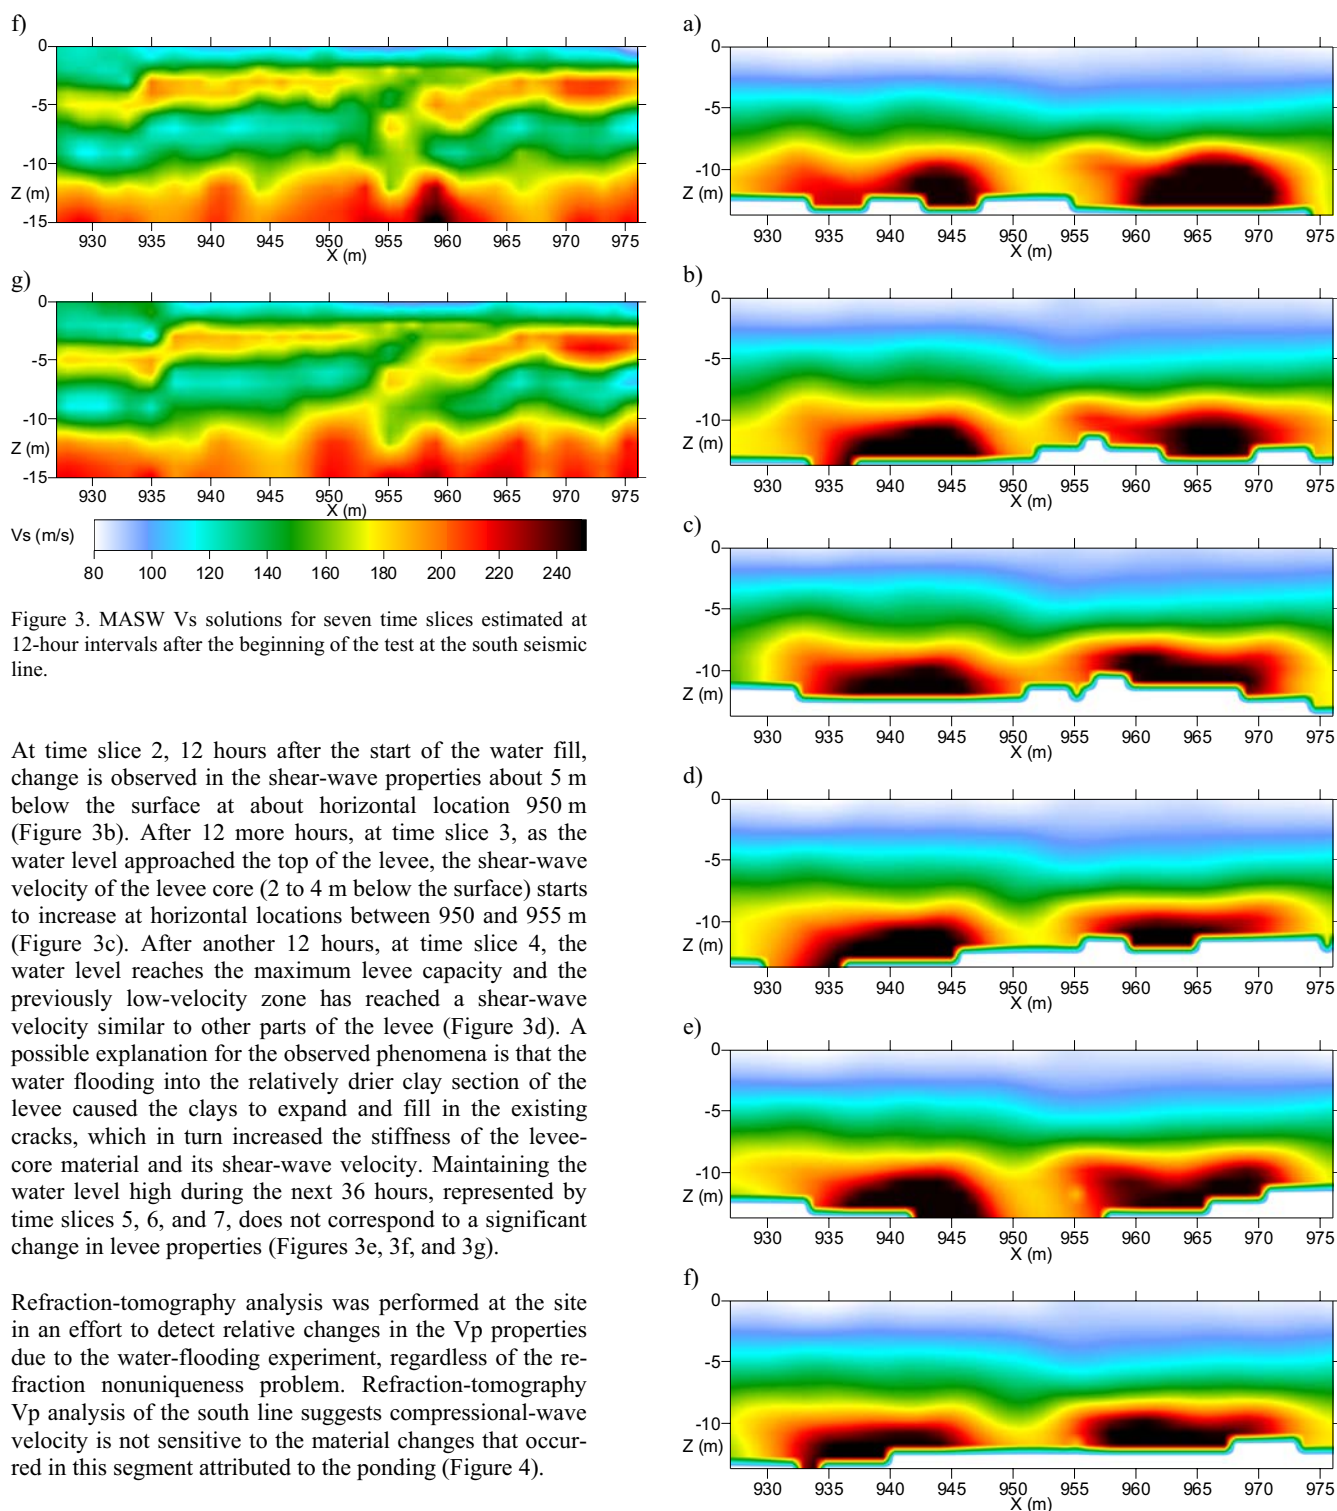 f)
0
-5
-10
Z (m)
-15
930 935 940 945 950 955 960 965 970 975
X (m)
g)
0
-5
-10
Z (m)
-15
930 935 940 945 950 955 960 965 970 975
X (m)
Vs (m/s)
80 100 120 140 160 180 200 220 240
Figure 3. MASW Vs solutions for seven time slices estimated at
12-hour intervals after the beginning of the test at the south seismic
line.
At time slice 2, 12 hours after the start of the water fill,
change is observed in the shear-wave properties about 5 m
below the surface at about horizontal location 950 m
(Figure 3b). After 12 more hours, at time slice 3, as the
water level approached the top of the levee, the shear-wave
velocity of the levee core (2 to 4 m below the surface) starts
to increase at horizontal locations between 950 and 955 m
(Figure 3c). After another 12 hours, at time slice 4, the
water level reaches the maximum levee capacity and the
previously low-velocity zone has reached a shear-wave
velocity similar to other parts of the levee (Figure 3d). A
possible explanation for the observed phenomena is that the
water flooding into the relatively drier clay section of the
levee caused the clays to expand and fill in the existing
cracks, which in turn increased the stiffness of the levee-
core material and its shear-wave velocity. Maintaining the
water level high during the next 36 hours, represented by
time slices 5, 6, and 7, does not correspond to a significant
change in levee properties (Figures 3e, 3f, and 3g).
Refraction-tomography analysis was performed at the site
in an effort to detect relative changes in the Vp properties
due to the water-flooding experiment, regardless of the re-
fraction nonuniqueness problem. Refraction-tomography
Vp analysis of the south line suggests compressional-wave
velocity is not sensitive to the material changes that occur-
red in this segment attributed to the ponding (Figure 4).
a)
0
-5
-10
Z (m)
930 935 940 945 950 955 960 965 970 975
X (m)
b)
0
-5
-10
Z (m)
930 935 940 945 950 955 960 965 970 975
X (m)
c)
0
-5
-10
Z (m)
930 935 940 945 950 955 960 965 970 975
X (m)
d)
0
-5
-10
Z (m)
930 935 940 945 950 955 960 965 970 975
X (m)
e)
0
-5
-10
Z (m)
930 935 940 945 950 955 960 965 970 975
X (m)
f)
0
-5
-10
Z (m)
930 935 940 945 950 955 960 965 970 975
X (m)